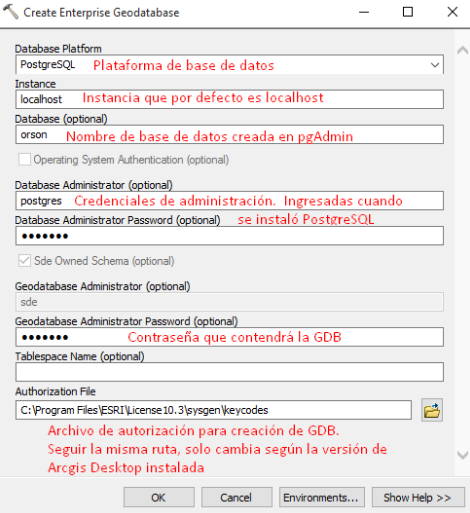 Create Enterprise Geodatabase
Database Platform
PostgreSQL Plataforma de base de datos
Instance
localhost Instancia que por defecto es localhost
Database (optional)
orson Nombre de base de datos creada en pgAdmin
Operating System Authentication (optional)
Database Administrator (optional)
postgres Credenciales de administración. Ingresadas cuando
Database Administrator Password (optional) se instaló PostgreSQL
•••••••
Sde Owned Schema (optional)
Geodatabase Administrator (optional)
sde
Geodatabase Administrator Password (optional)
••••••• Contraseña que contendrá la GDB
Tablespace Name (optional)
Authorization File
C:\Program Files\ESRI\License10.3\sysgen\keycodes
Archivo de autorización para creación de GDB.
Seguir la misma ruta, solo cambia según la versión de
Arcgis Desktop instalada
OK Cancel Environments... Show Help >>